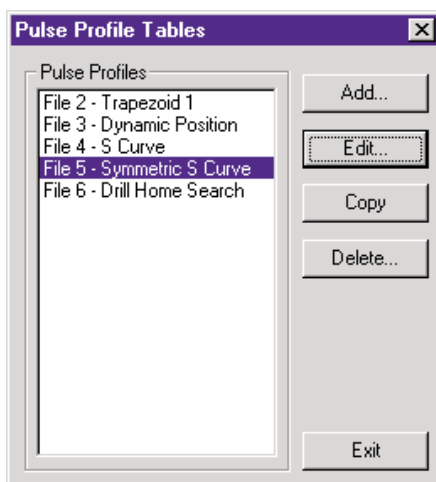 Pulse Profile Tables
Pulse Profiles
File 2 - Trapezoid 1
File 3 - Dynamic Position
File 4 - S Curve
File 5 - Symmetric S Curve
File 6 - Drill Home Search
Add...
Edit...
Copy
Delete...
Exit